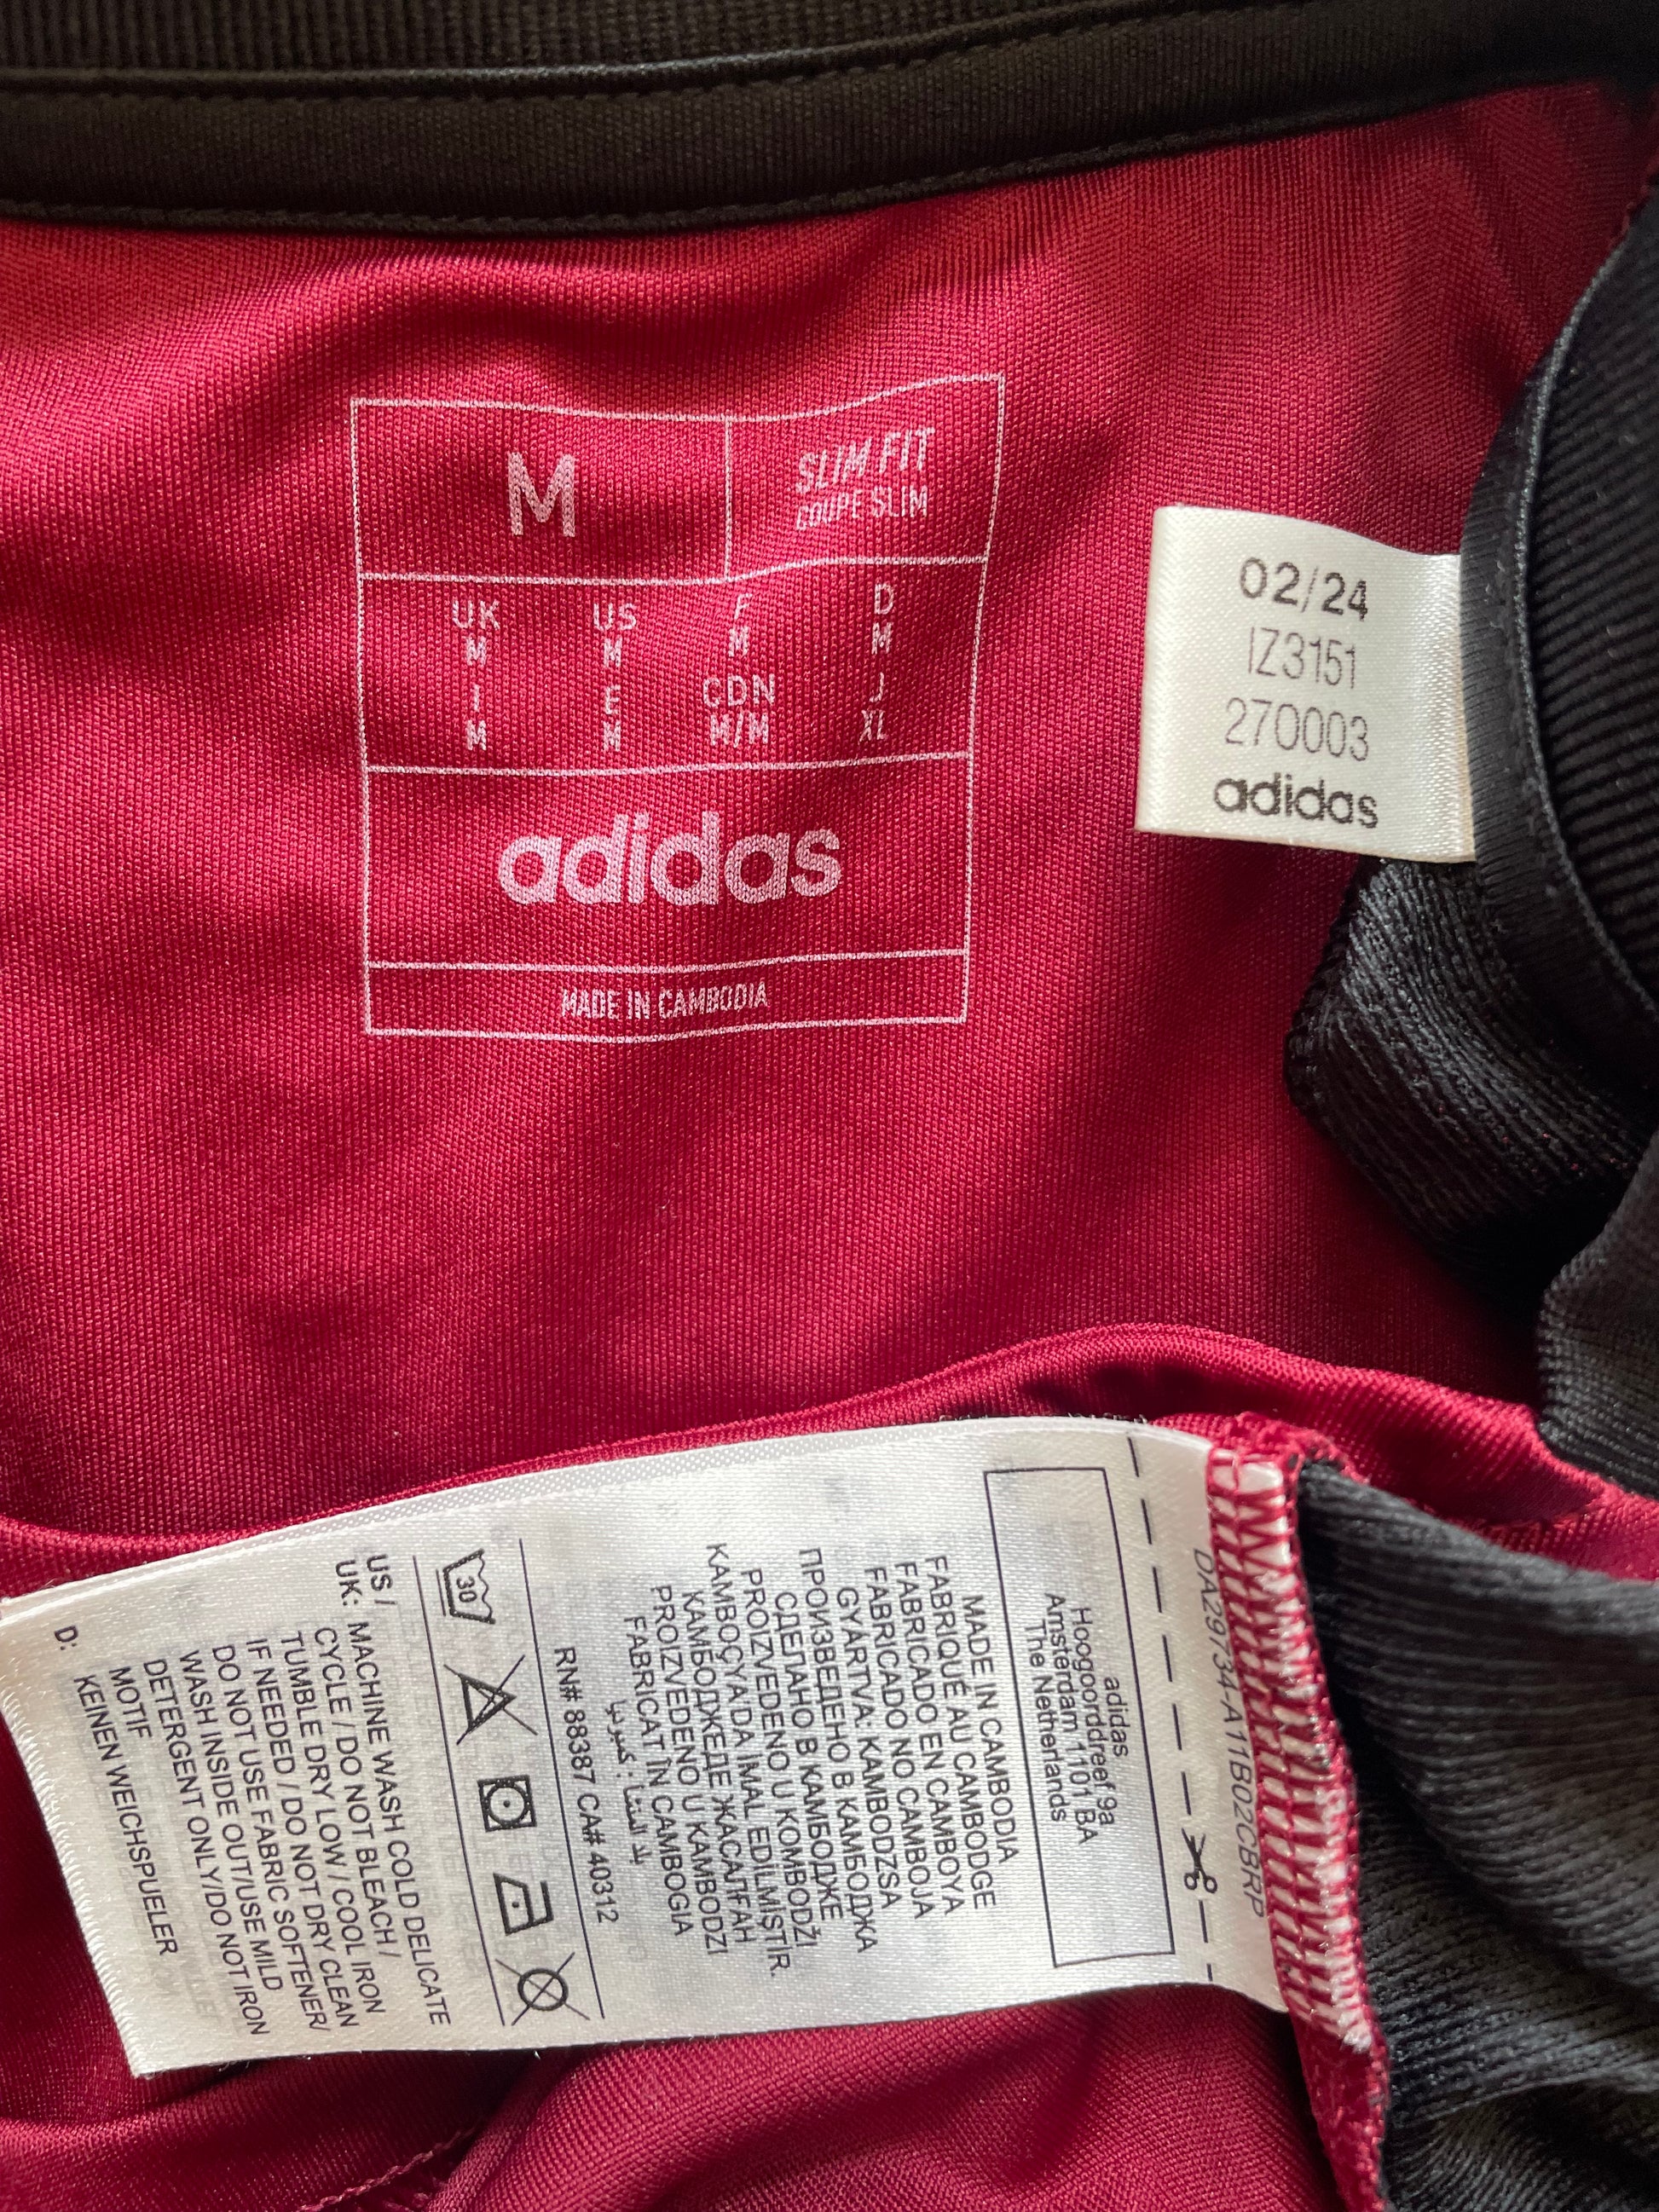 M
SLIM FIT
COUPE SLIM
UK US F D
M M M M
I E CDN J
M M M/M XL
adidas
MADE IN CAMBODIA
02/24
IZ3151
270003
adidas
DA29734-A11B02CBRP
adidas
Hoogoorddreef 9a
Amsterdam 1101 BA
The Netherlands
MADE IN CAMBODIA
FABRIQUÉ AU CAMBODGE
FABRICADO EN CAMBOYA
FABRICADO NO CAMBOJA
GYÁRTVA: KAMBODZSA
ПРОИЗВЕДЕНО В КАМБОДЖА
СДЕЛАНО В КАМБОДЖЕ
PROIZVEDENO U KOMBODŽI
KAMBOÇYADA İMAL EDİLMİŞTİR.
КАМБОДЖЕДЕ ЖАСАЛҒАН
PROIZVEDENO U KAMBODZI
FABRICAT ÎN CAMBOGIA
بلد المنشأ : كمبوديا
RN# 88387 CA# 40312
30
US / UK: MACHINE WASH COLD DELICATE
CYCLE / DO NOT BLEACH /
TUMBLE DRY LOW / COOL IRON
IF NEEDED / DO NOT DRY CLEAN
DO NOT USE FABRIC SOFTENER/
WASH INSIDE OUT/USE MILD
DETERGENT ONLY/DO NOT IRON
MOTIF
D: KEINEN WEICHSPUELER